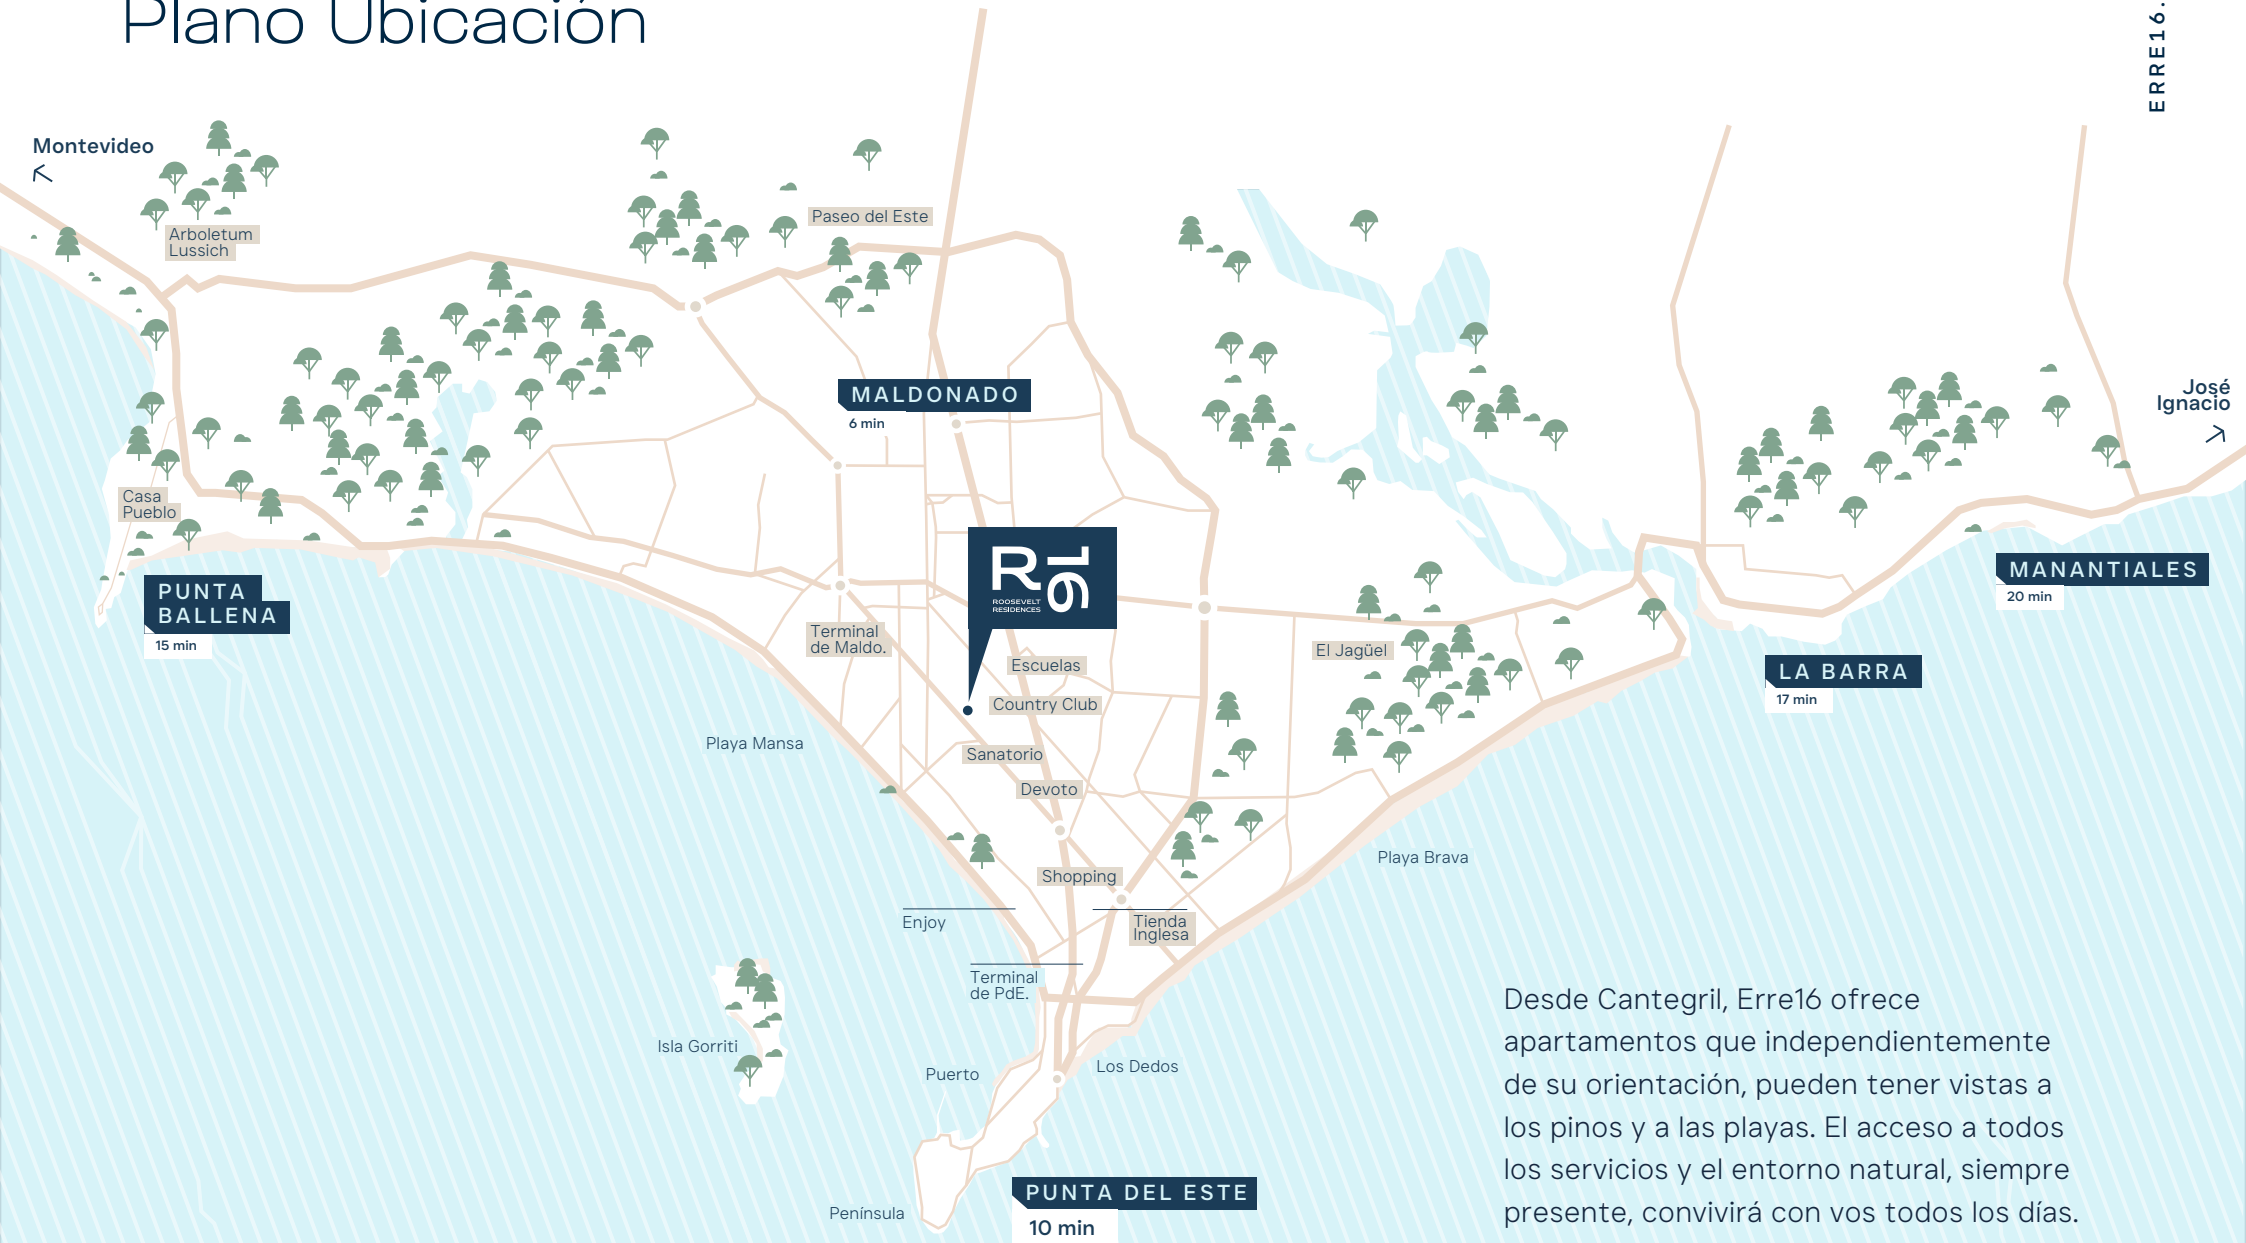 Plano Ubicación
ERRE16.
Montevideo
Arboletum
Lussich
Paseo del Este
MALDONADO
6 min
José
Ignacio
Casa
Pueblo
PUNTA
BALLENA
15 min
R16
ROOSEVELT
RESIDENCES
MANANTIALES
20 min
Terminal
de Maldo.
Escuelas
El Jagüel
LA BARRA
17 min
Country Club
Playa Mansa
Sanatorio
Devoto
Playa Brava
Shopping
Enjoy
Tienda
Inglesa
Terminal
de PdE.
Isla Gorriti
Puerto
Los Dedos
Península
PUNTA DEL ESTE
10 min
Desde Cantegril, Erre16 ofrece
apartamentos que independientemente
de su orientación, pueden tener vistas a
los pinos y a las playas. El acceso a todos
los servicios y el entorno natural, siempre
presente, convivirá con vos todos los días.